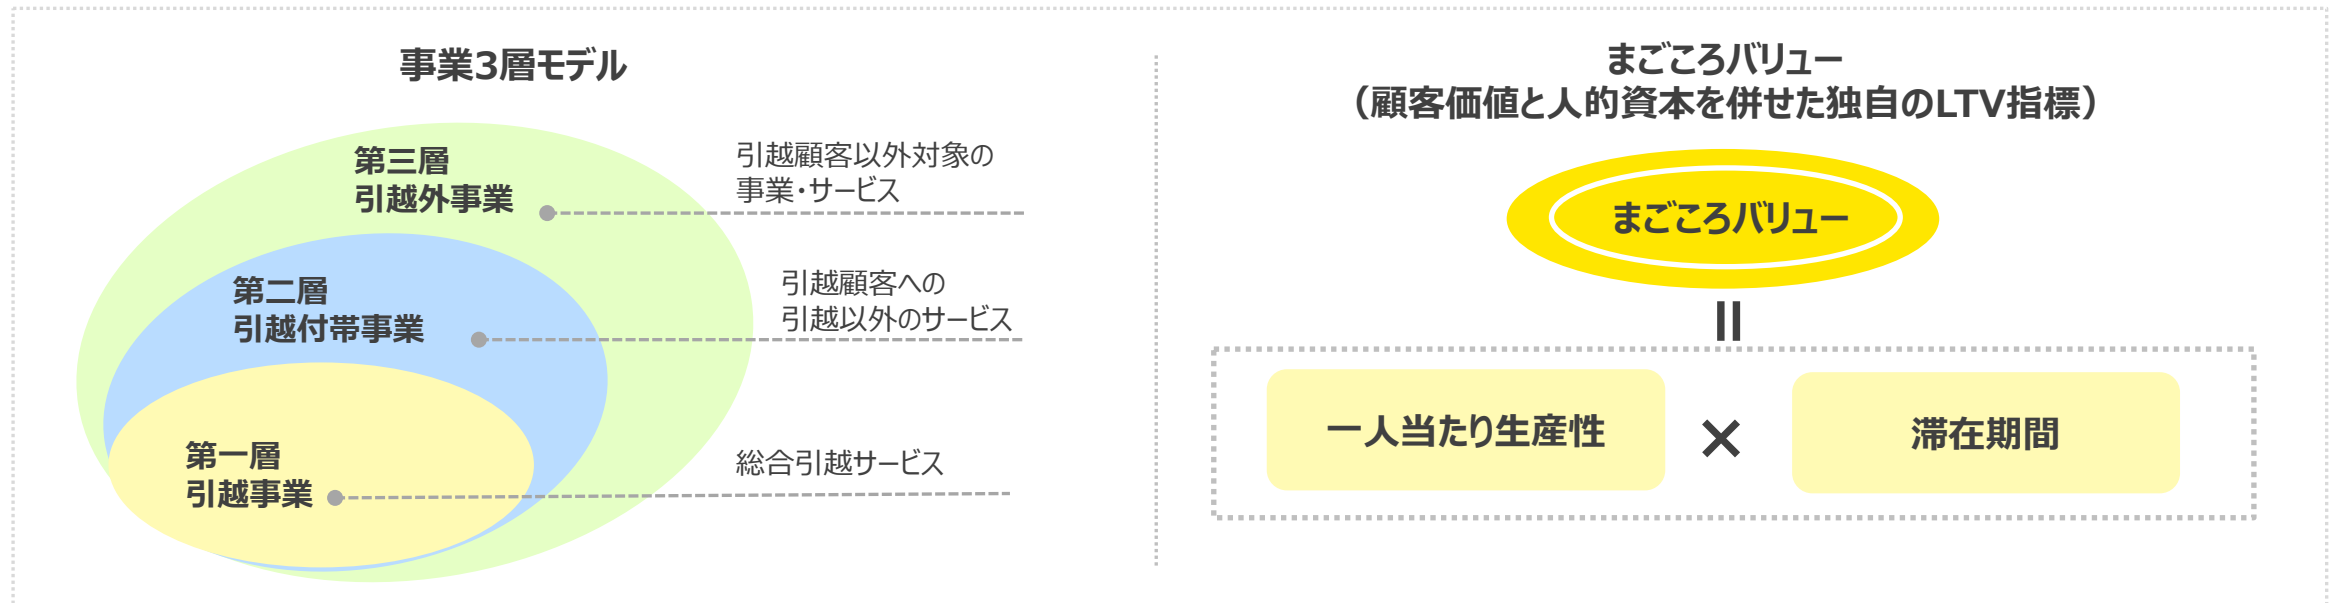 事業3層モデル
第三層
引越外事業
引越顧客以外対象の
事業・サービス
第二層
引越付帯事業
引越顧客への
引越以外のサービス
第一層
引越事業
総合引越サービス
まごころバリュー
（顧客価値と人的資本を併せた独自のLTV指標）
まごころバリュー
＝
一人当たり生産性
×
滞在期間